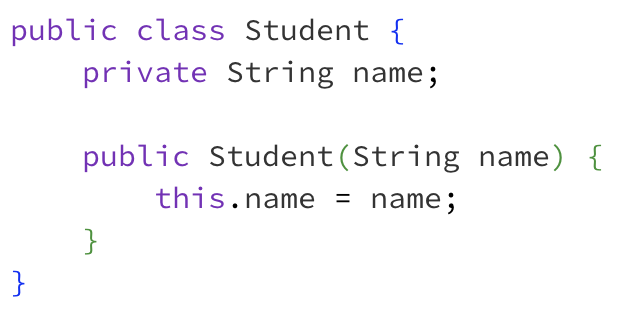 public class Student {
    private String name;

    public Student(String name) {
        this.name = name;
    }
}